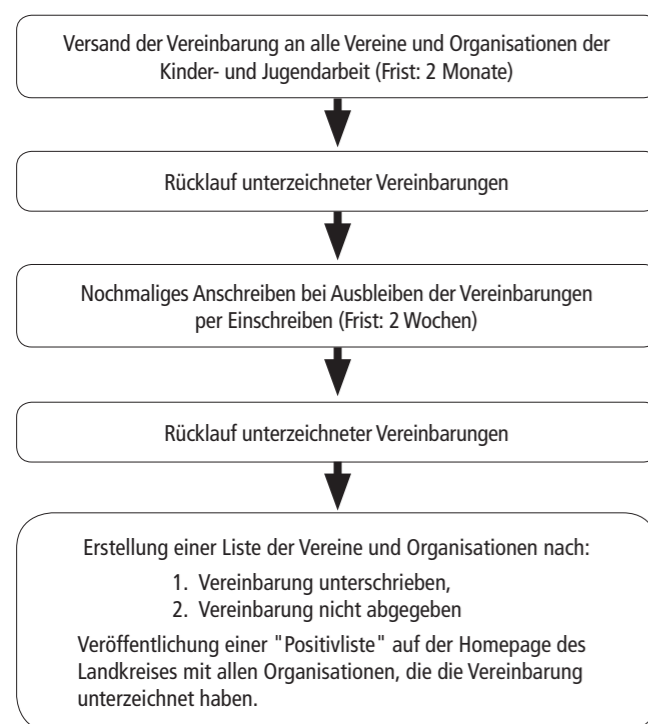 Versand der Vereinbarung an alle Vereine und Organisationen der
Kinder- und Jugendarbeit (Frist: 2 Monate)
Rücklauf unterzeichneter Vereinbarungen
Nochmaliges Anschreiben bei Ausbleiben der Vereinbarungen
per Einschreiben (Frist: 2 Wochen)
Rücklauf unterzeichneter Vereinbarungen
Erstellung einer Liste der Vereine und Organisationen nach:
1. Vereinbarung unterschrieben,
2. Vereinbarung nicht abgegeben
Veröffentlichung einer "Positivliste" auf der Homepage des
Landkreises mit allen Organisationen, die die Vereinbarung
unterzeichnet haben.